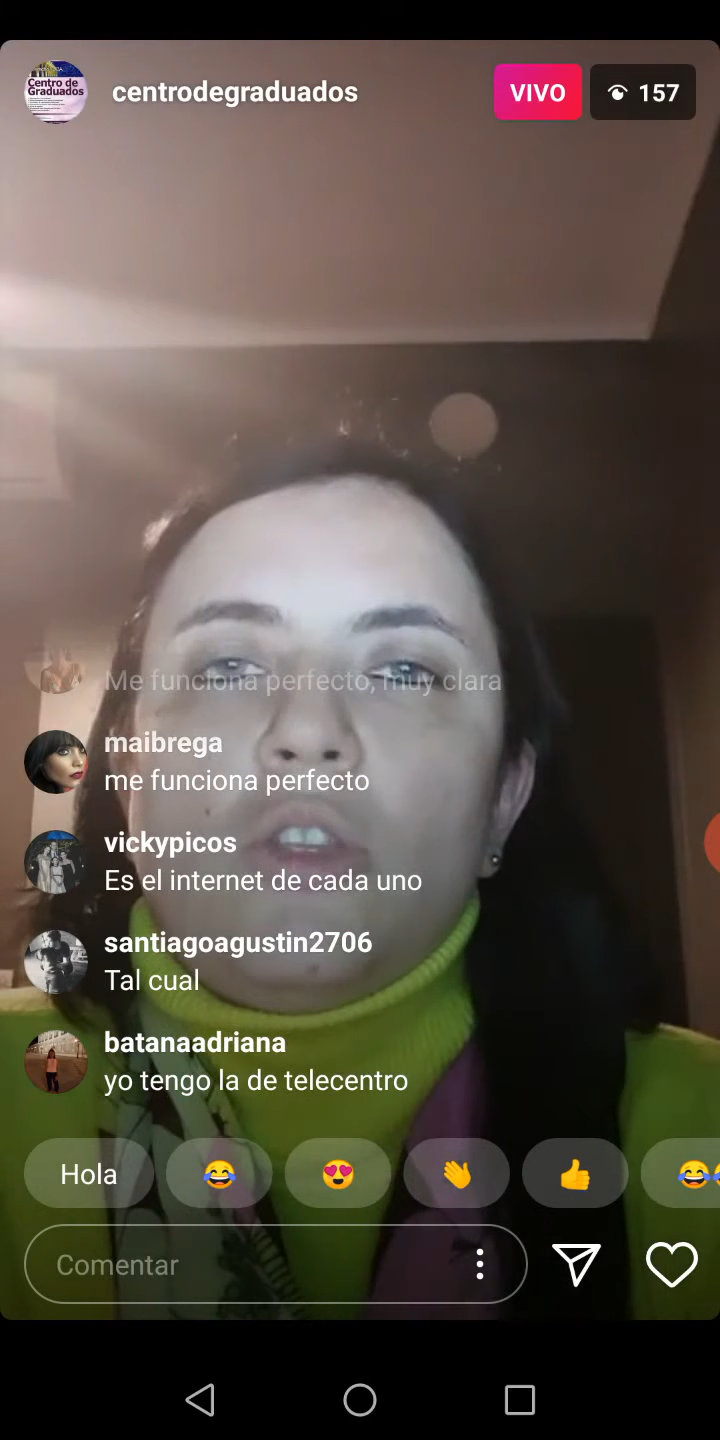 Centro de
Graduados
centrodegraduados
VIVO
157
Me funciona perfecto, muy clara
maibrega
me funciona perfecto
vickypicos
Es el internet de cada uno
santiagoagustin2706
Tal cual
batanaadriana
yo tengo la de telecentro
Hola
Comentar